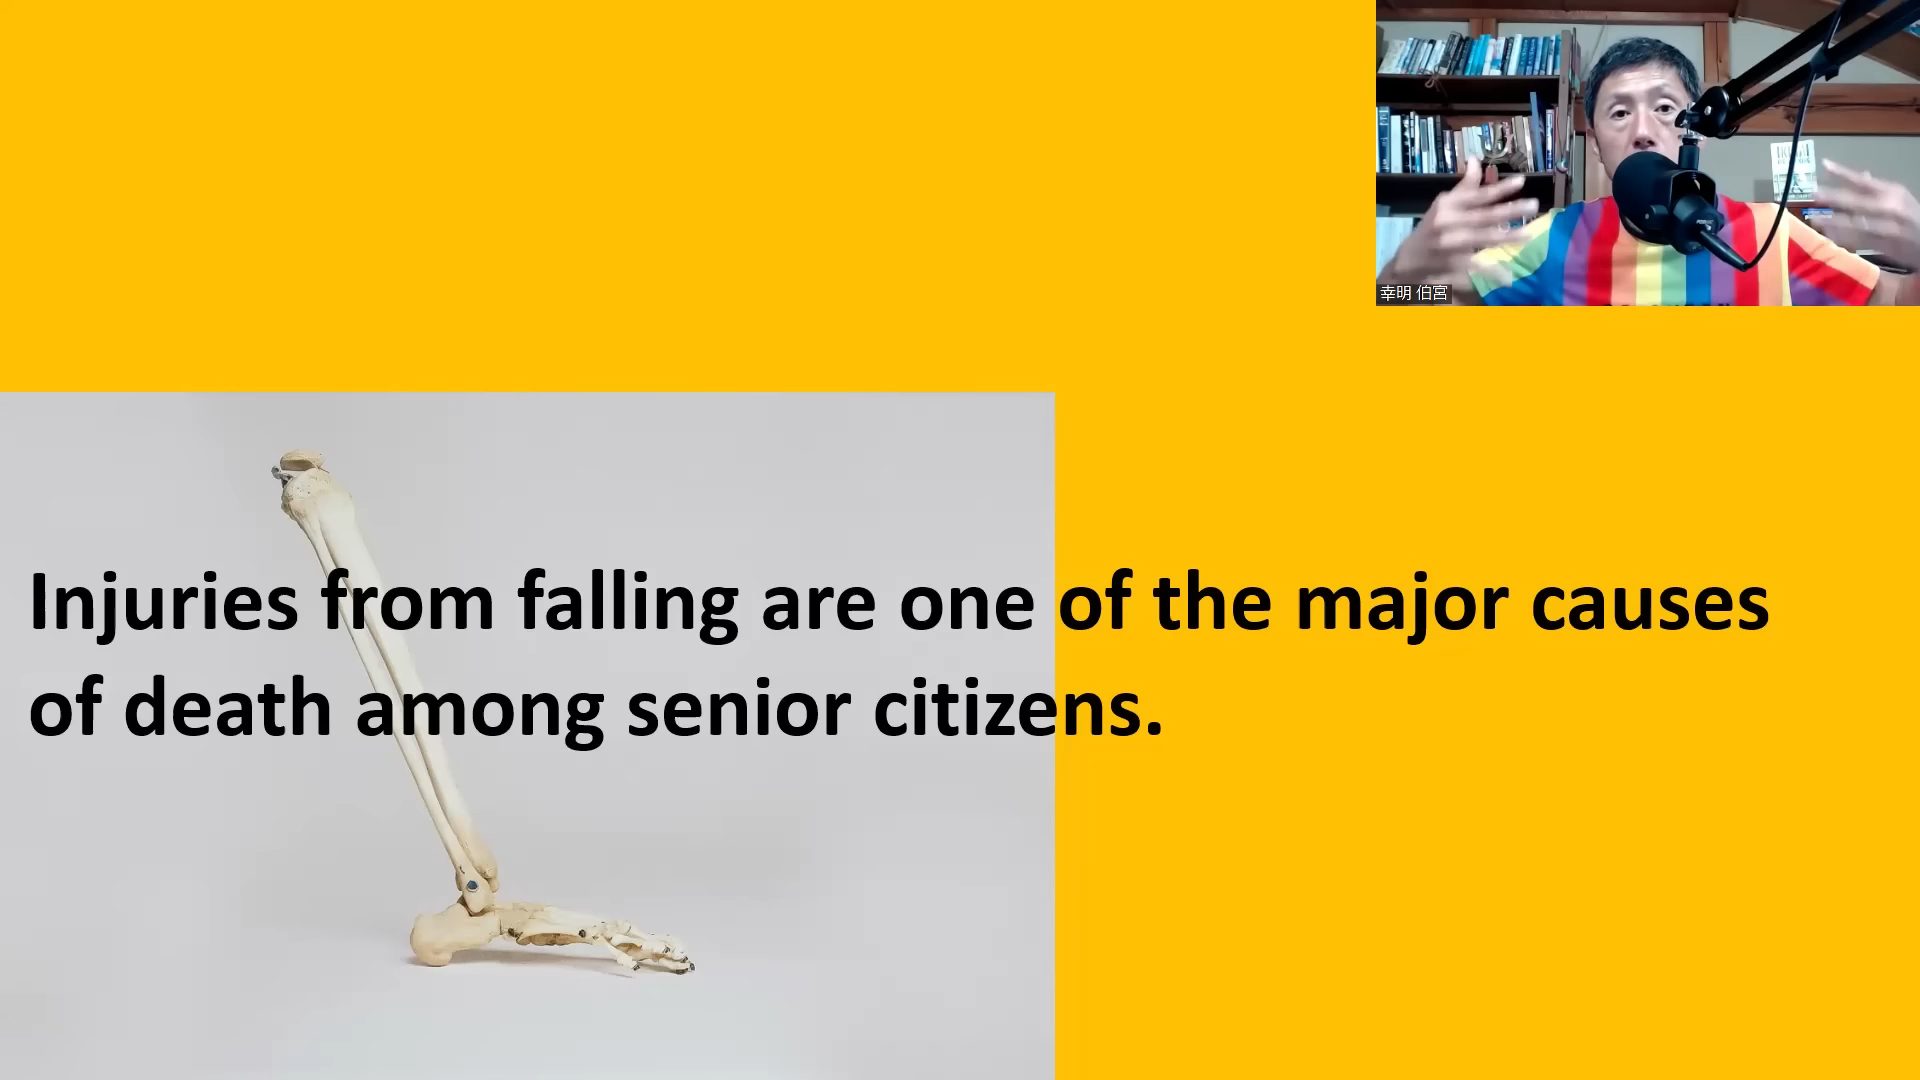 幸明 伯宮
Injuries from falling are one of the major causes
of death among senior citizens.